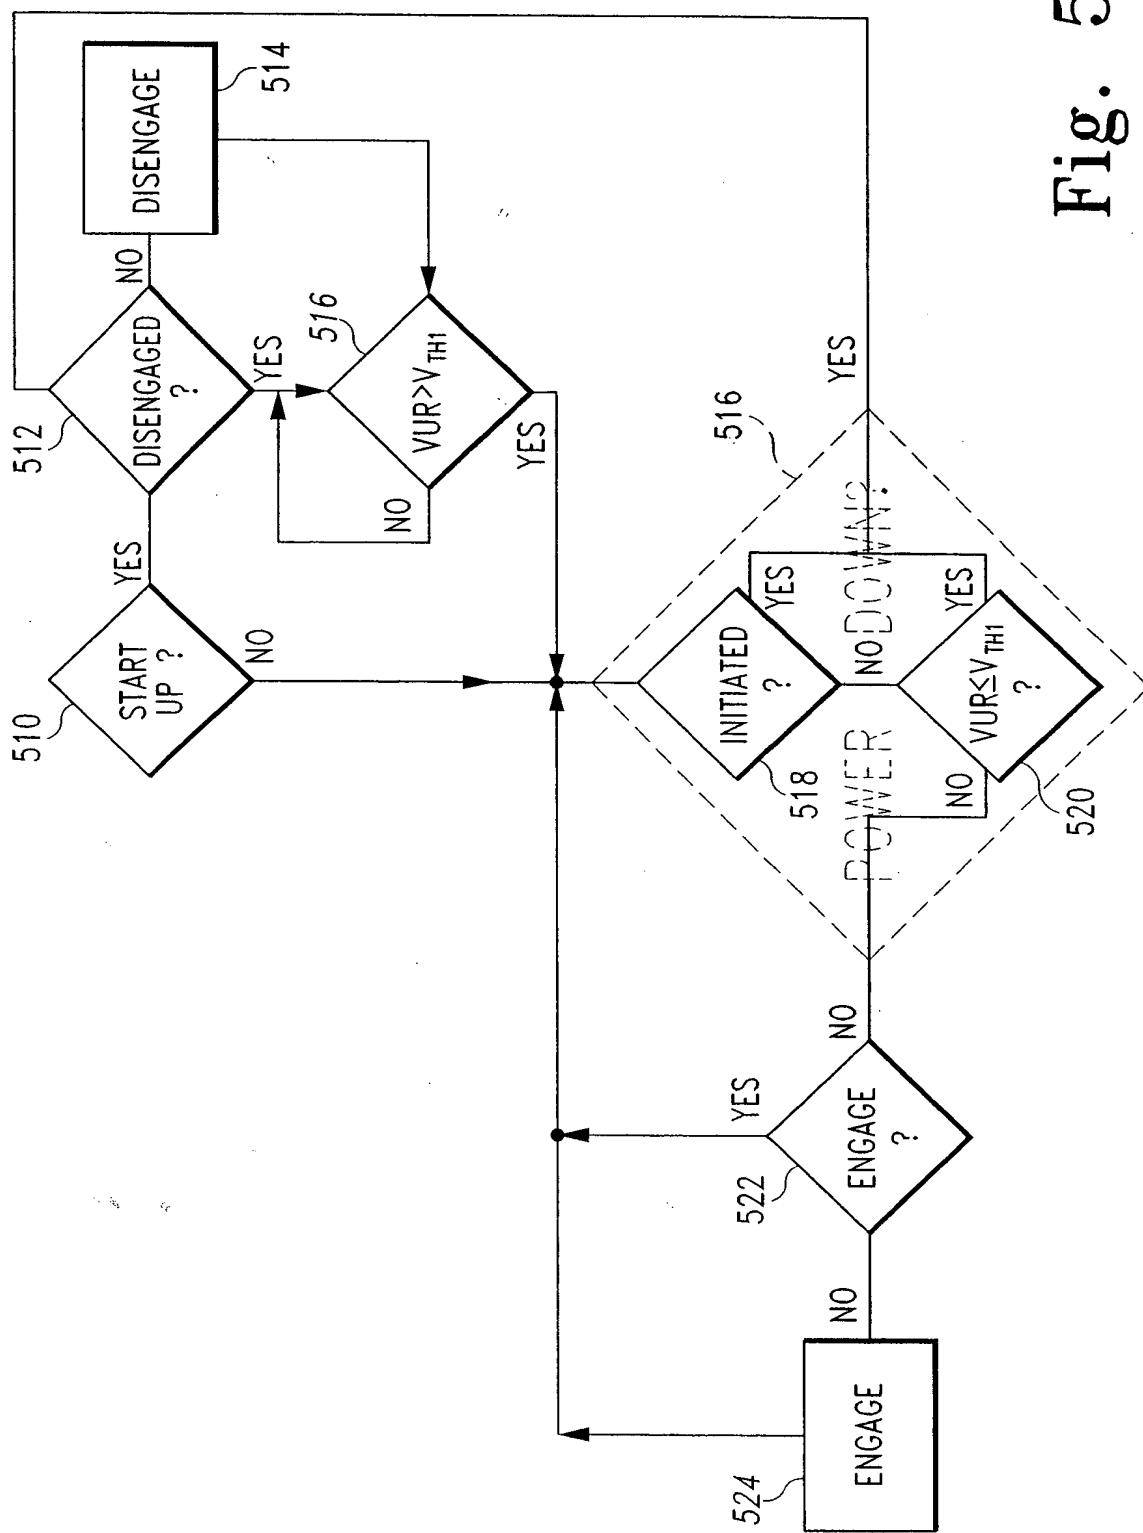 510
START
UP ?
YES
NO
512
DISENGAGED
?
NO
YES
DISENGAGE
514
516
VUR>VTH1
NO
YES
516
POWER DOWN?
YES
INITIATED
?
518
YES
NO
VUR≤VTH1
?
520
YES
NO
NO
ENGAGE
?
522
YES
NO
ENGAGE
524
Fig. 5